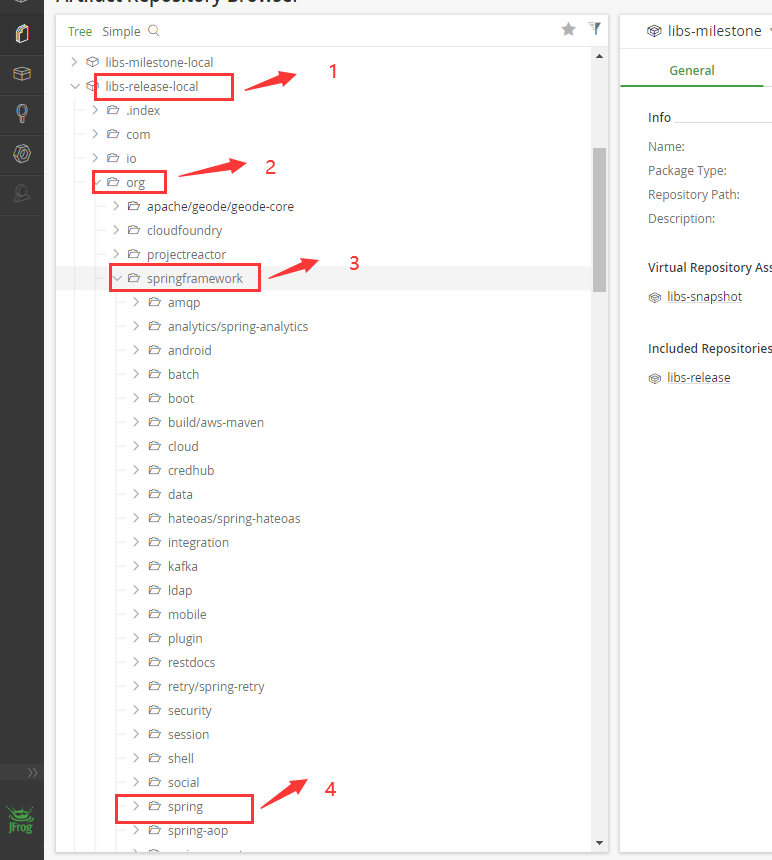 Artifact Repository Browser
Tree Simple
libs-milestone-local
libs-release-local
1
.index
com
io
org
2
apache/geode/geode-core
cloudfoundry
projectreactor
springframework
3
amqp
analytics/spring-analytics
android
batch
boot
build/aws-maven
cloud
credhub
data
hateoas/spring-hateoas
integration
kafka
ldap
mobile
plugin
restdocs
retry/spring-retry
security
session
shell
social
spring
4
spring-aop
libs-milestone
General
Info
Name:
Package Type:
Repository Path:
Description:
Virtual Repository Ass
libs-snapshot
Included Repositories
libs-release
JFrog